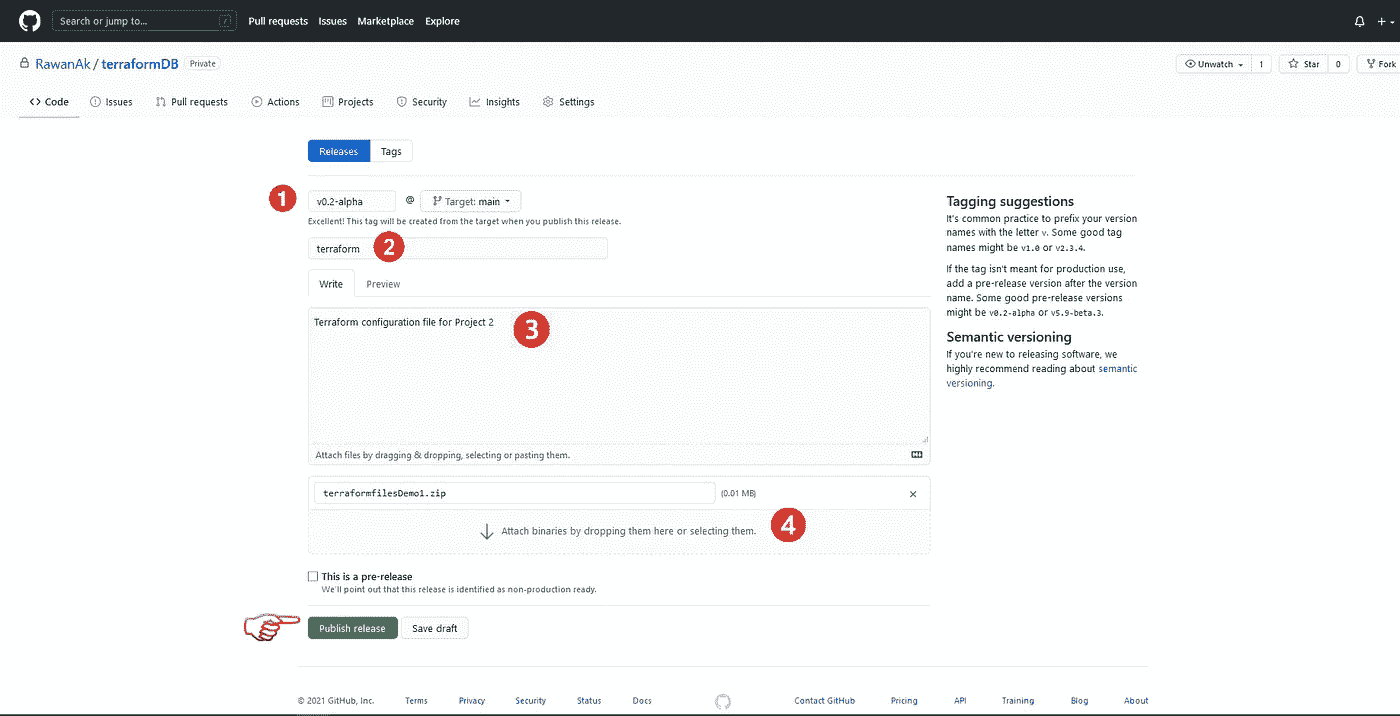 Search or jump to... / Pull requests Issues Marketplace Explore
RawanAk / terraformDB Private Unwatch 1 Star 0 Fork
Code Issues Pull requests Actions Projects Security Insights Settings
Releases Tags
1 v0.2-alpha @ Target: main
Excellent! This tag will be created from the target when you publish this release.
terraform 2
Write Preview
Terraform configuration file for Project 2 3
Attach files by dragging & dropping, selecting or pasting them.
terraformfilesDemo1.zip (0.01 MB)
Attach binaries by dropping them here or selecting them. 4
This is a pre-release
We'll point out that this release is identified as non-production ready.
Publish release Save draft
Tagging suggestions
It's common practice to prefix your version
names with the letter v. Some good tag
names might be v1.0 or v2.3.4.
If the tag isn't meant for production use,
add a pre-release version after the version
name. Some good pre-release versions
might be v0.2-alpha or v5.9-beta.3.
Semantic versioning
If you're new to releasing software, we
highly recommend reading about semantic
versioning.
© 2021 GitHub, Inc. Terms Privacy Security Status Docs Contact GitHub Pricing API Training Blog About